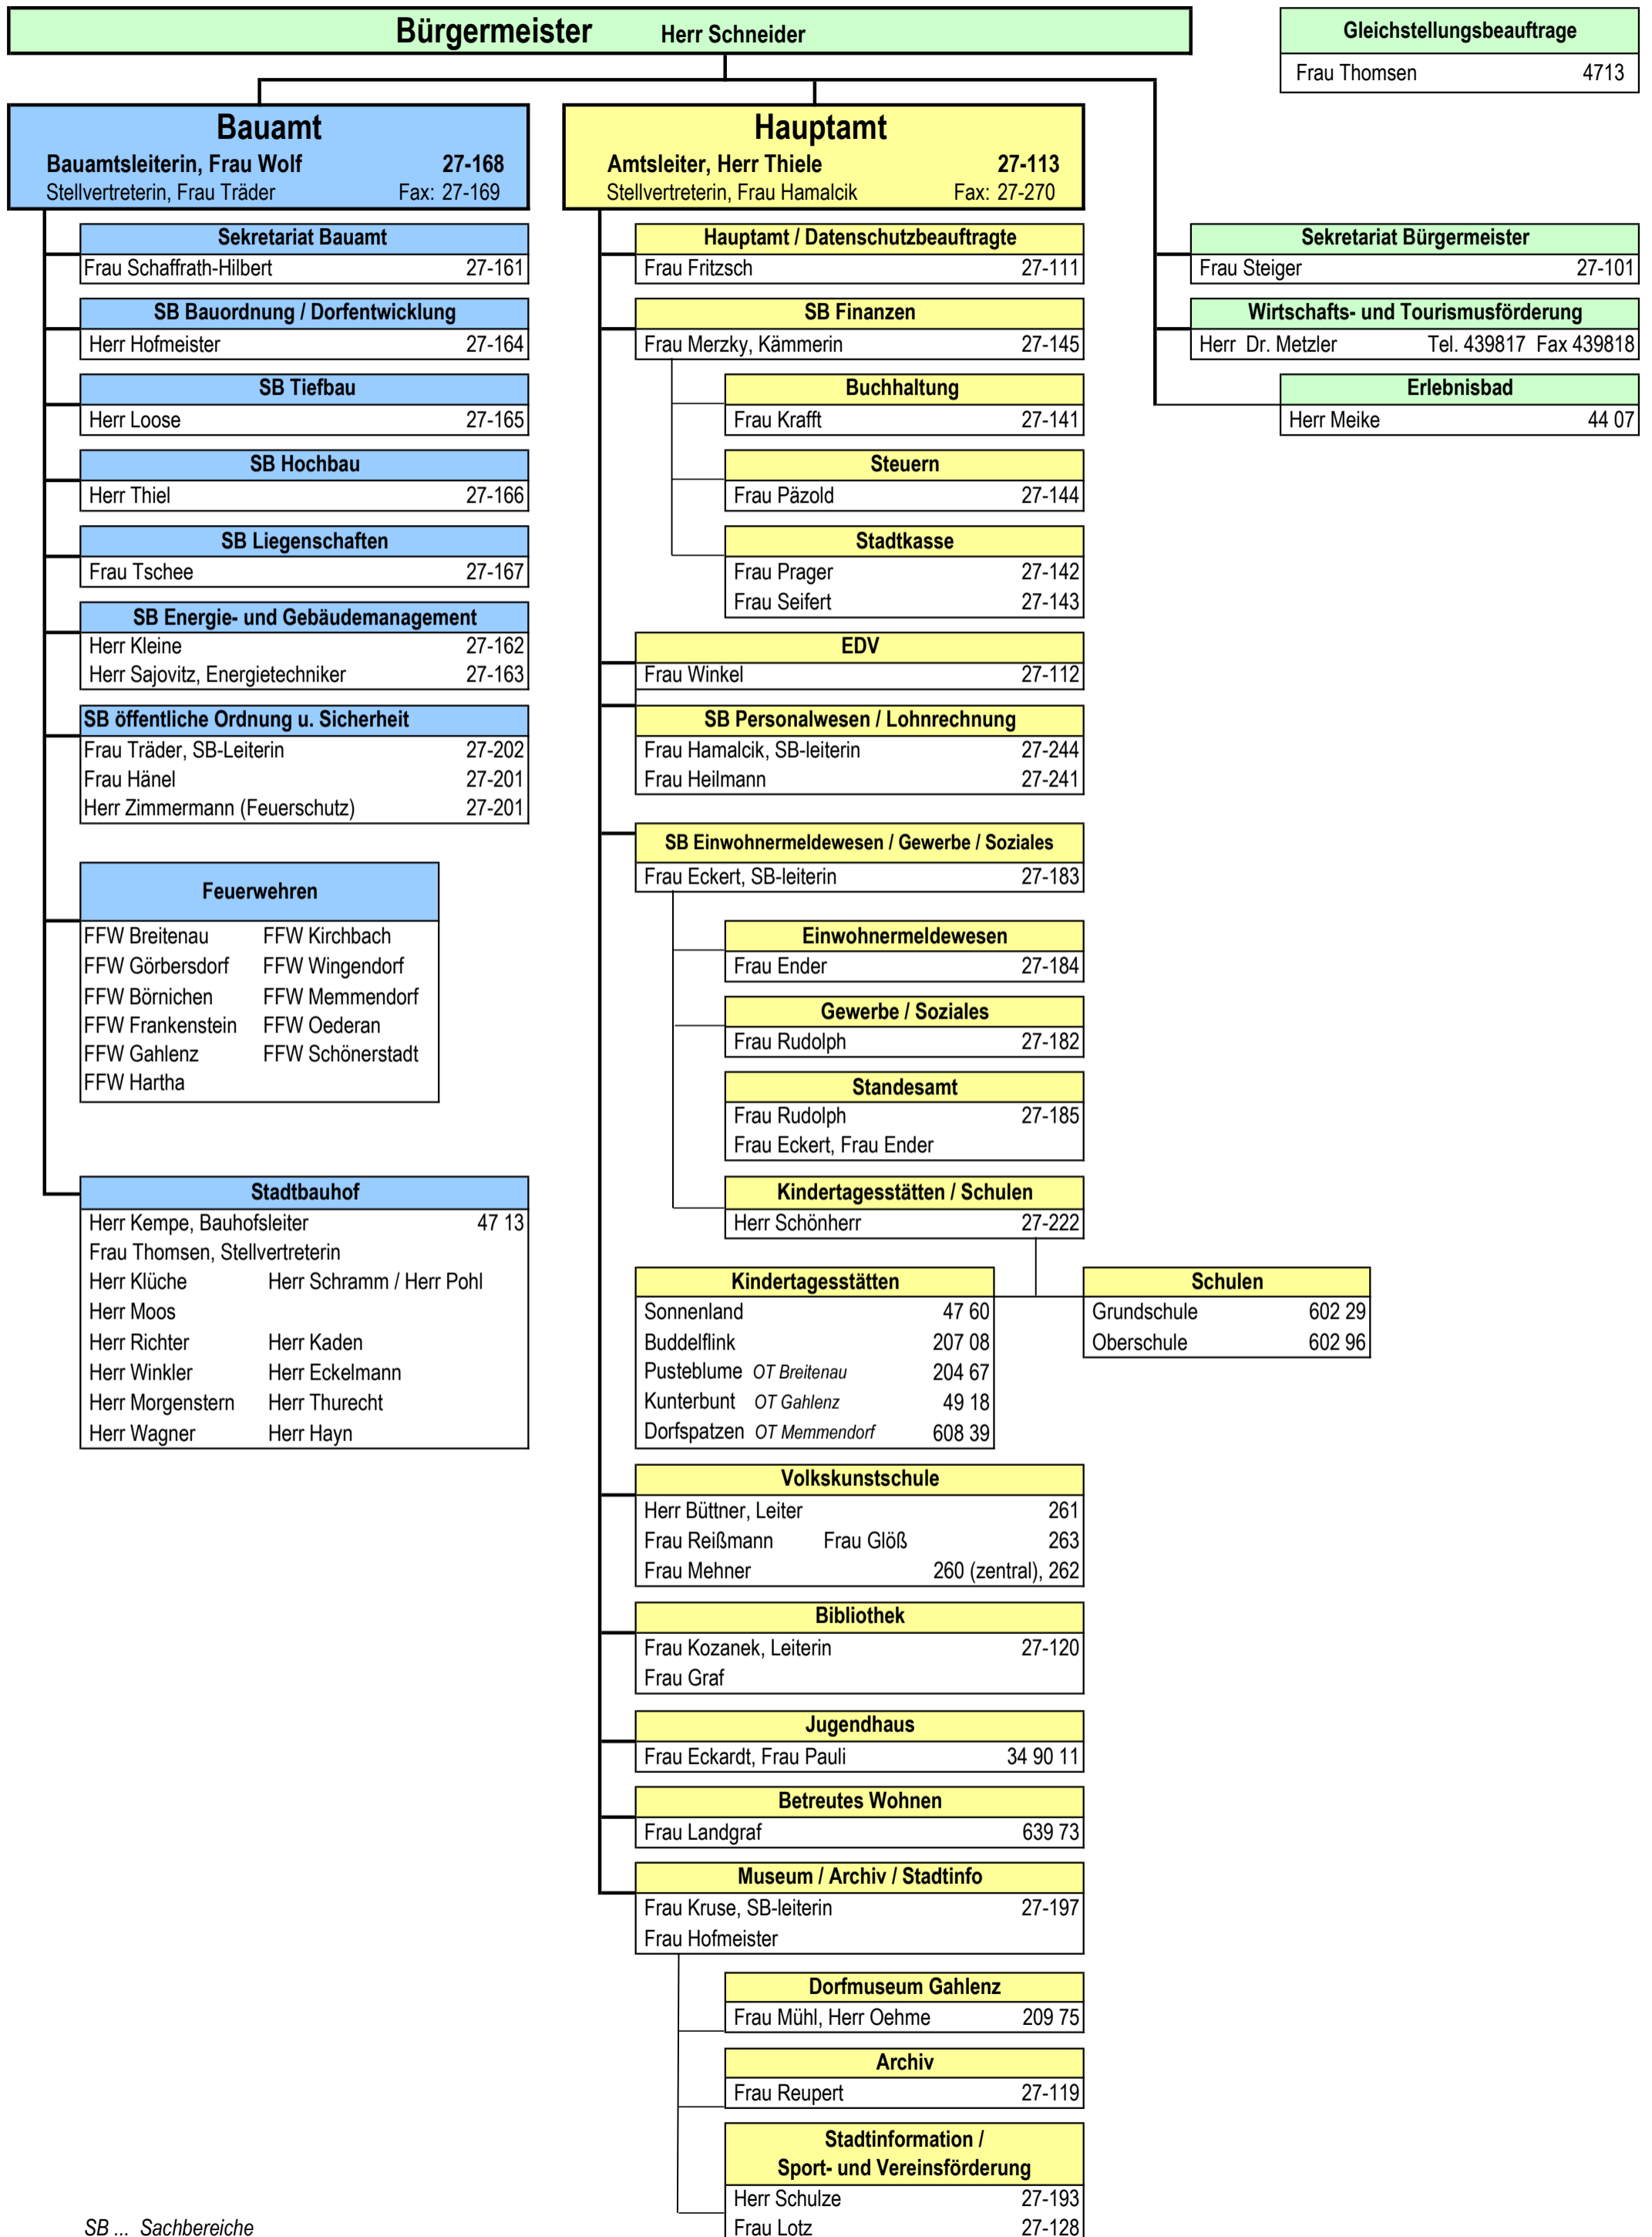 Bürgermeister Herr Schneider
Gleichstellungsbeauftrage
Frau Thomsen 4713
Bauamt
Bauamtsleiterin, Frau Wolf 27-168
Stellvertreterin, Frau Träder Fax: 27-169
Sekretariat Bauamt
Frau Schaffrath-Hilbert 27-161
SB Bauordnung / Dorfentwicklung
Herr Hofmeister 27-164
SB Tiefbau
Herr Loose 27-165
SB Hochbau
Herr Thiel 27-166
SB Liegenschaften
Frau Tschee 27-167
SB Energie- und Gebäudemanagement
Herr Kleine 27-162
Herr Sajovitz, Energietechniker 27-163
SB öffentliche Ordnung u. Sicherheit
Frau Träder, SB-Leiterin 27-202
Frau Hänel 27-201
Herr Zimmermann (Feuerschutz) 27-201
Feuerwehren
FFW Breitenau FFW Kirchbach
FFW Görbersdorf FFW Wingendorf
FFW Börnichen FFW Memmendorf
FFW Frankenstein FFW Oederan
FFW Gahlenz FFW Schönerstadt
FFW Hartha
Stadtbauhof
Herr Kempe, Bauhofsleiter 47 13
Frau Thomsen, Stellvertreterin
Herr Klüche Herr Schramm / Herr Pohl
Herr Moos
Herr Richter Herr Kaden
Herr Winkler Herr Eckelmann
Herr Morgenstern Herr Thurecht
Herr Wagner Herr Hayn
Hauptamt
Amtsleiter, Herr Thiele 27-113
Stellvertreterin, Frau Hamalcik Fax: 27-270
Hauptamt / Datenschutzbeauftragte
Frau Fritzsch 27-111
SB Finanzen
Frau Merzky, Kämmerin 27-145
Buchhaltung
Frau Krafft 27-141
Steuern
Frau Päzold 27-144
Stadtkasse
Frau Prager 27-142
Frau Seifert 27-143
EDV
Frau Winkel 27-112
SB Personalwesen / Lohnrechnung
Frau Hamalcik, SB-leiterin 27-244
Frau Heilmann 27-241
SB Einwohnermeldewesen / Gewerbe / Soziales
Frau Eckert, SB-leiterin 27-183
Einwohnermeldewesen
Frau Ender 27-184
Gewerbe / Soziales
Frau Rudolph 27-182
Standesamt
Frau Rudolph 27-185
Frau Eckert, Frau Ender
Kindertagesstätten / Schulen
Herr Schönherr 27-222
Kindertagesstätten
Sonnenland 47 60
Buddelflink 207 08
Pusteblume OT Breitenau 204 67
Kunterbunt OT Gahlenz 49 18
Dorfspatzen OT Memmendorf 608 39
Schulen
Grundschule 602 29
Oberschule 602 96
Volkskunstschule
Herr Büttner, Leiter 261
Frau Reißmann Frau Glöß 263
Frau Mehner 260 (zentral), 262
Bibliothek
Frau Kozanek, Leiterin 27-120
Frau Graf
Jugendhaus
Frau Eckardt, Frau Pauli 34 90 11
Betreutes Wohnen
Frau Landgraf 639 73
Museum / Archiv / Stadtinfo
Frau Kruse, SB-leiterin 27-197
Frau Hofmeister
Dorfmuseum Gahlenz
Frau Mühl, Herr Oehme 209 75
Archiv
Frau Reupert 27-119
Stadtinformation /
Sport- und Vereinsförderung
Herr Schulze 27-193
Frau Lotz 27-128
Sekretariat Bürgermeister
Frau Steiger 27-101
Wirtschafts- und Tourismusförderung
Herr Dr. Metzler Tel. 439817 Fax 439818
Erlebnisbad
Herr Meike 44 07
SB ... Sachbereiche